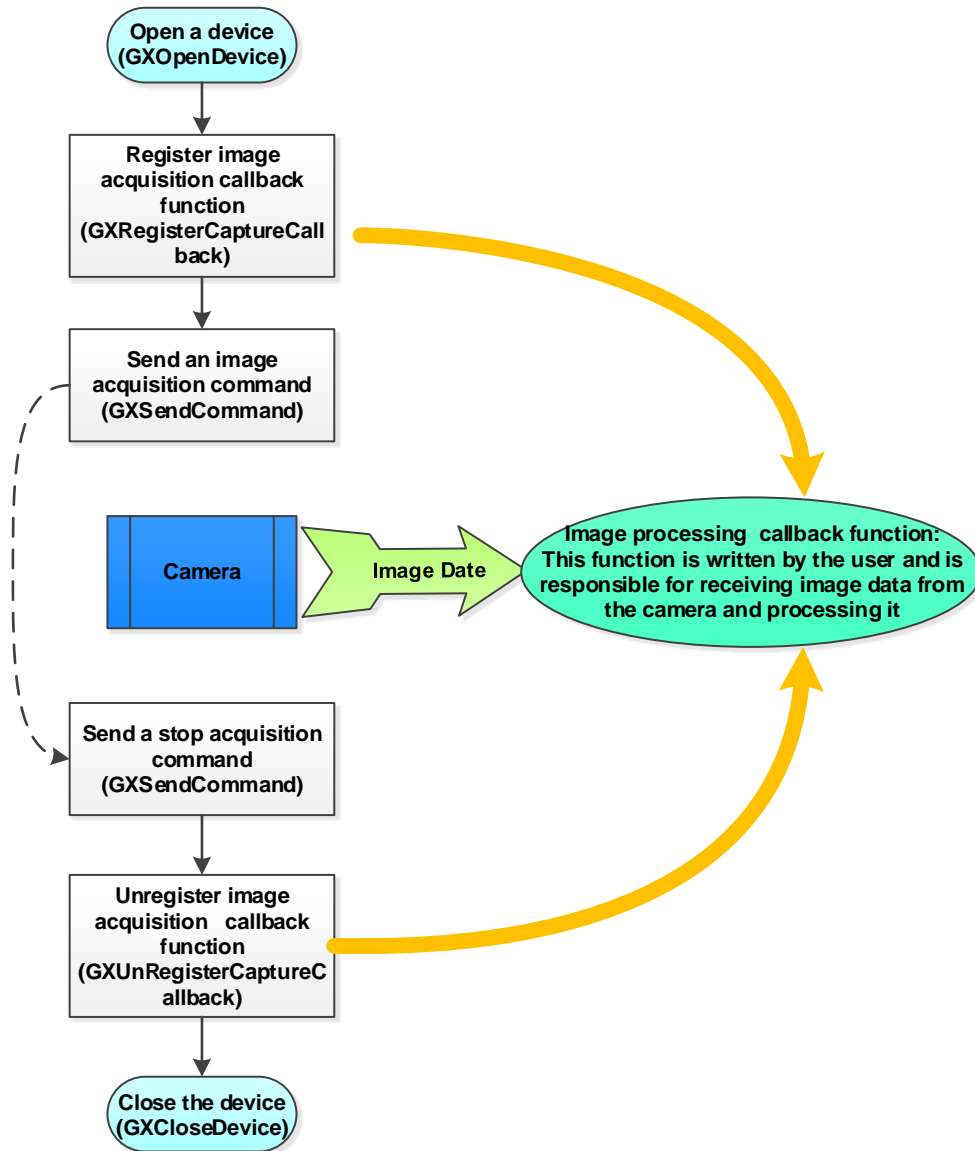 Open a device
(GXOpenDevice)
Register image
acquisition callback
function
(GXRegisterCaptureCall
back)
Send an image
acquisition command
(GXSendCommand)
Camera
Image Date
Image processing callback function:
This function is written by the user and is
responsible for receiving image data from
the camera and processing it
Send a stop acquisition
command
(GXSendCommand)
Unregister image
acquisition callback
function
(GXUnRegisterCaptureC
allback)
Close the device
(GXCloseDevice)